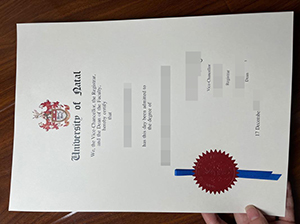 University of Natal
We, the Vice-Chancellor, the Registrar,
and the Dean of the Faculty,
hereby certify
that
has this day been admitted to
the degree of
Vice-Chancellor
Registrar
Dean
17 December